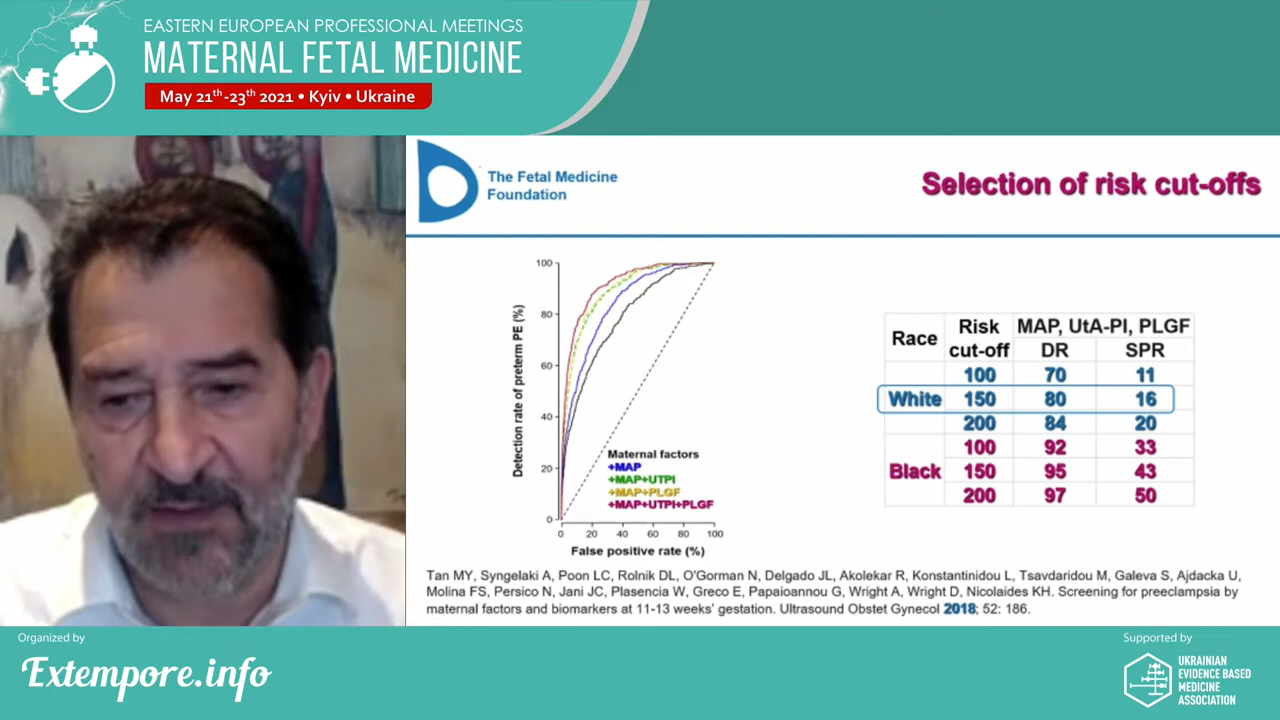 EASTERN EUROPEAN PROFESSIONAL MEETINGS
MATERNAL FETAL MEDICINE
May 21th-23th 2021 • Kyiv • Ukraine
The Fetal Medicine
Foundation
Selection of risk cut-offs
Detection rate of preterm PE (%)
100
80
60
40
20
0
Maternal factors
+MAP
+MAP+UTPI
+MAP+PLGF
+MAP+UTPI+PLGF
0 20 40 60 80 100
False positive rate (%)
Race Risk cut-off MAP, UtA-PI, PLGF
DR SPR
100 70 11
White 150 80 16
200 84 20
100 92 33
Black 150 95 43
200 97 50
Tan MY, Syngelaki A, Poon LC, Rolnik DL, O'Gorman N, Delgado JL, Akolekar R, Konstantinidou L, Tsavdaridou M, Galeva S, Ajdacka U,
Molina FS, Persico N, Jani JC, Plasencia W, Greco E, Papaioannou G, Wright A, Wright D, Nicolaides KH. Screening for preeclampsia by
maternal factors and biomarkers at 11-13 weeks' gestation. Ultrasound Obstet Gynecol 2018; 52: 186.
Organized by
Extempore.info
Supported by
UKRAINIAN
EVIDENCE BASED
MEDICINE
ASSOCIATION